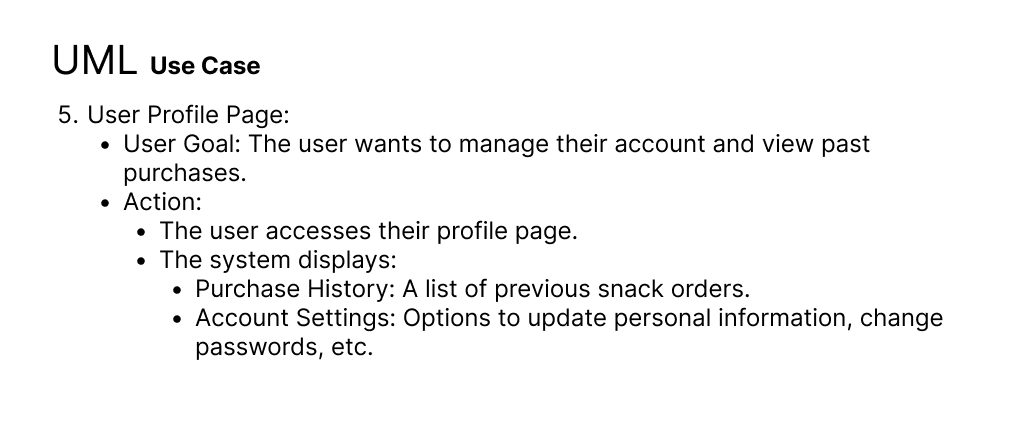 UML Use Case
5. User Profile Page:
• User Goal: The user wants to manage their account and view past
purchases.
• Action:
• The user accesses their profile page.
• The system displays:
• Purchase History: A list of previous snack orders.
• Account Settings: Options to update personal information, change
passwords, etc.